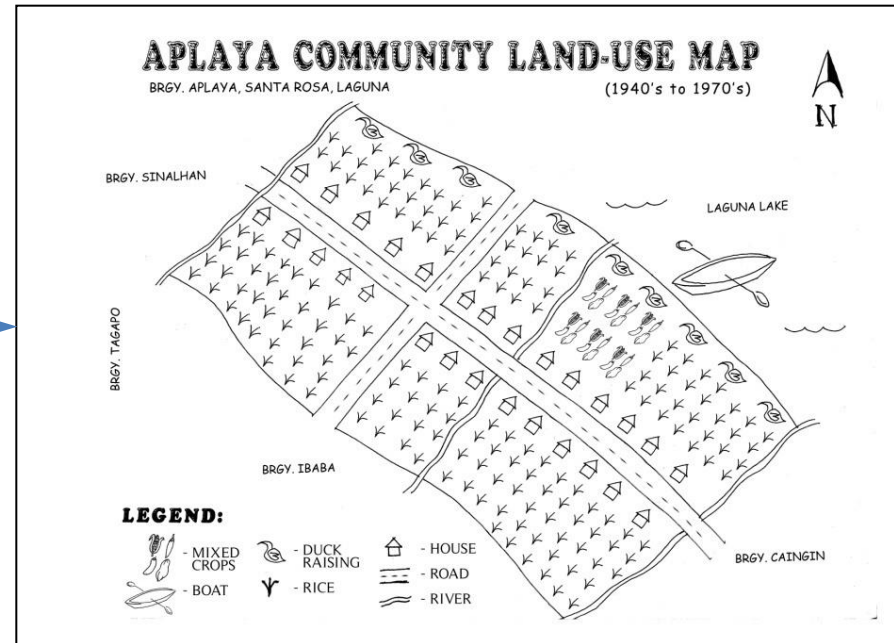 APLAYA COMMUNITY LAND-USE MAP
BRGY. APLAYA, SANTA ROSA, LAGUNA
(1940's to 1970's)
N
BRGY. SINALHAN
LAGUNA LAKE
BRGY. TAGAPO
BRGY. IBABA
BRGY. CAINGIN
LEGEND:
- MIXED CROPS
- BOAT
- DUCK RAISING
- RICE
- HOUSE
- ROAD
- RIVER